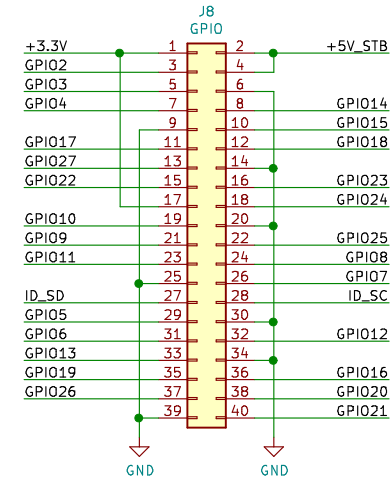 J8
GPIO
+3.3V 1 2 +5V_STB
GPIO2 3 4
GPIO3 5 6
GPIO4 7 8 GPIO14
9 10 GPIO15
GPIO17 11 12 GPIO18
GPIO27 13 14
GPIO22 15 16 GPIO23
17 18 GPIO24
GPIO10 19 20
GPIO9 21 22 GPIO25
GPIO11 23 24 GPIO8
25 26 GPIO7
ID_SD 27 28 ID_SC
GPIO5 29 30
GPIO6 31 32 GPIO12
GPIO13 33 34
GPIO19 35 36 GPIO16
GPIO26 37 38 GPIO20
39 40 GPIO21
GND GND